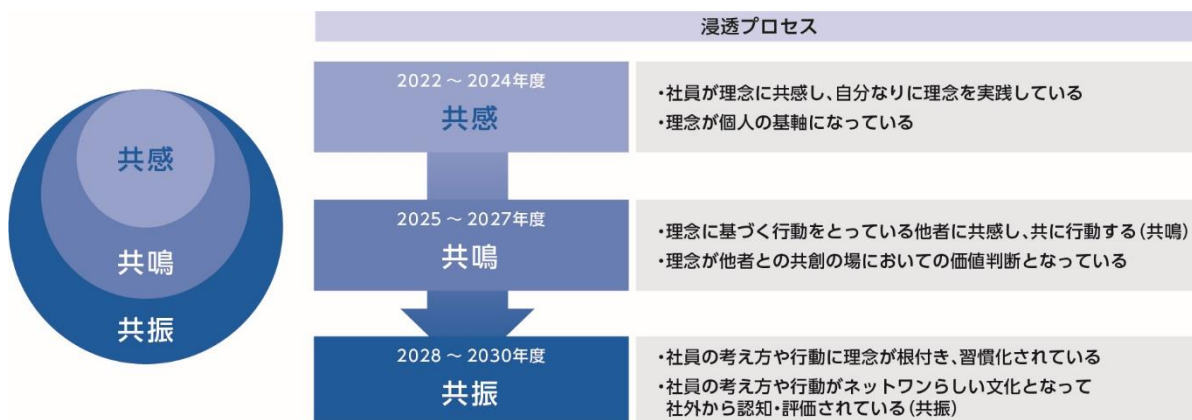 浸透プロセス
共感
共鳴
共振
2022～2024年度
共感
・社員が理念に共感し、自分なりに理念を実践している
・理念が個人の基軸になっている
2025～2027年度
共鳴
・理念に基づく行動をとっている他者に共感し、共に行動する（共鳴）
・理念が他者との共創の場においての価値判断となっている
2028～2030年度
共振
・社員の考え方や行動に理念が根付き、習慣化されている
・社員の考え方や行動がネットワンらしい文化となって
社外から認知・評価されている（共振）